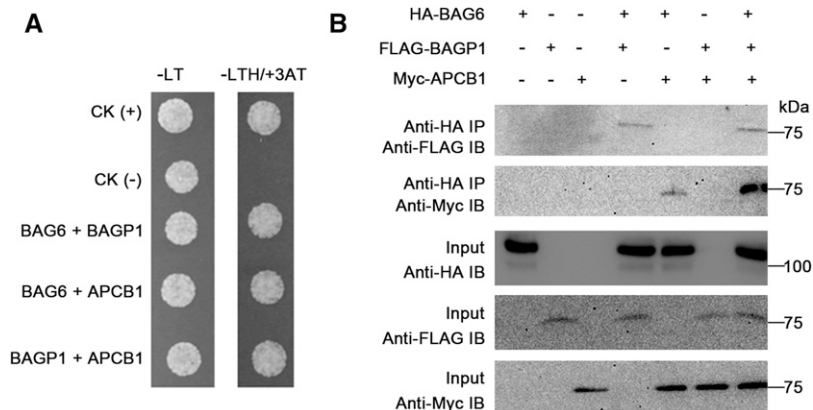 A
-LT -LTH/+3AT
CK (+)
CK (-)
BAG6 + BAGP1
BAG6 + APCB1
BAGP1 + APCB1
B
HA-BAG6 + - - + + - +
FLAG-BAGP1 - + - + - + +
Myc-APCB1 - - + - + + +
kDa
Anti-HA IP
Anti-FLAG IB
75
Anti-HA IP
Anti-Myc IB
75
Input
Anti-HA IB
100
Input
Anti-FLAG IB
75
Input
Anti-Myc IB
75